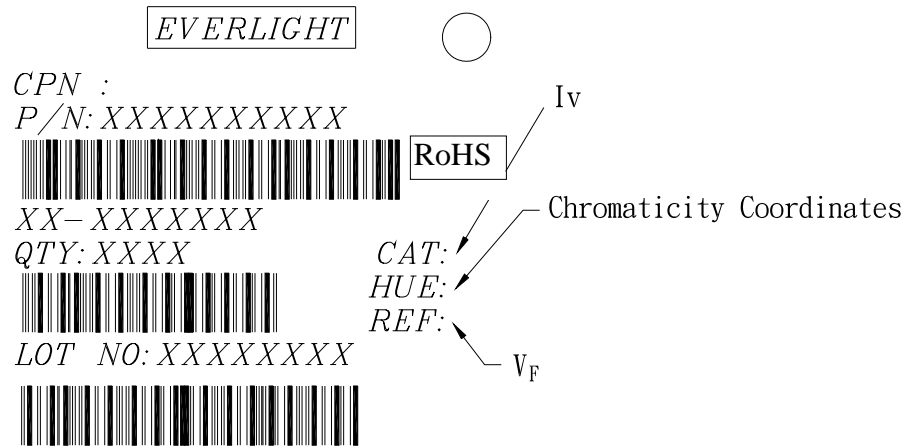 EVERLIGHT
CPN :
P/N: XXXXXXXXXX
RoHS
Iv
XX-XXXXXXX
Chromaticity Coordinates
QTY: XXXX
CAT:
HUE:
REF:
LOT NO: XXXXXXXX
VF